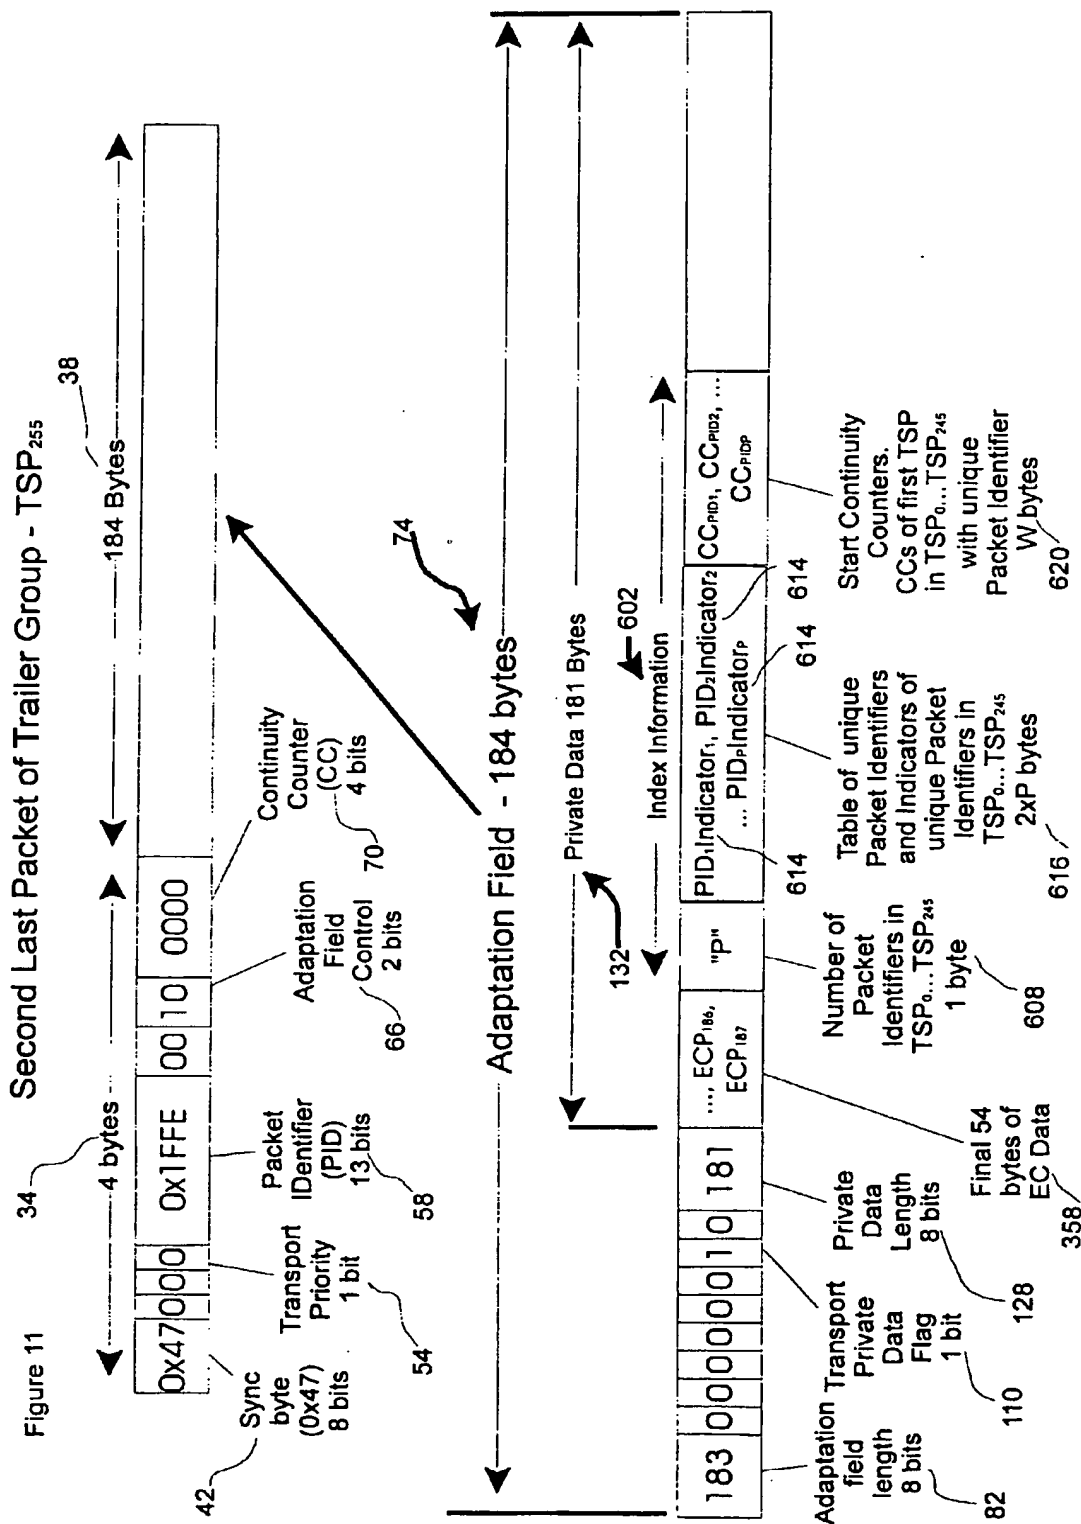 Figure 11
Second Last Packet of Trailer Group - TSP255
34
38
4 bytes
184 Bytes
0x47 0 0 0 0x1FFE 00 10 0000
42
Sync
byte
(0x47)
8 bits
Transport
Priority
1 bit
54
Packet
IDentifier
(PID)
13 bits
58
Adaptation
Field
Control
2 bits
66
Continuity
Counter
(CC)
4 bits
70
74
Adaptation Field - 184 bytes
Private Data 181 Bytes
132
602
Index Information
183 0 0 0 0 0 0 1 0 181
..., ECP186,
ECP187
"P"
PID1Indicator1, PID2Indicator2
... PIDPIndicatorP
CCPID1, CCPID2, ...
CCPIDP
614
614
614
Adaptation
field
length
8 bits
82
Transport
Private
Data
Flag
1 bit
110
Private
Data
Length
8 bits
128
Final 54
bytes of
EC Data
358
Number of
Packet
Identifiers in
TSP0...TSP245
1 byte
608
Table of unique
Packet Identifiers
and Indicators of
unique Packet
Identifiers in
TSP0...TSP245
2xP bytes
616
Start Continuity
Counters.
CCs of first TSP
in TSP0...TSP245
with unique
Packet Identifier
W bytes
620